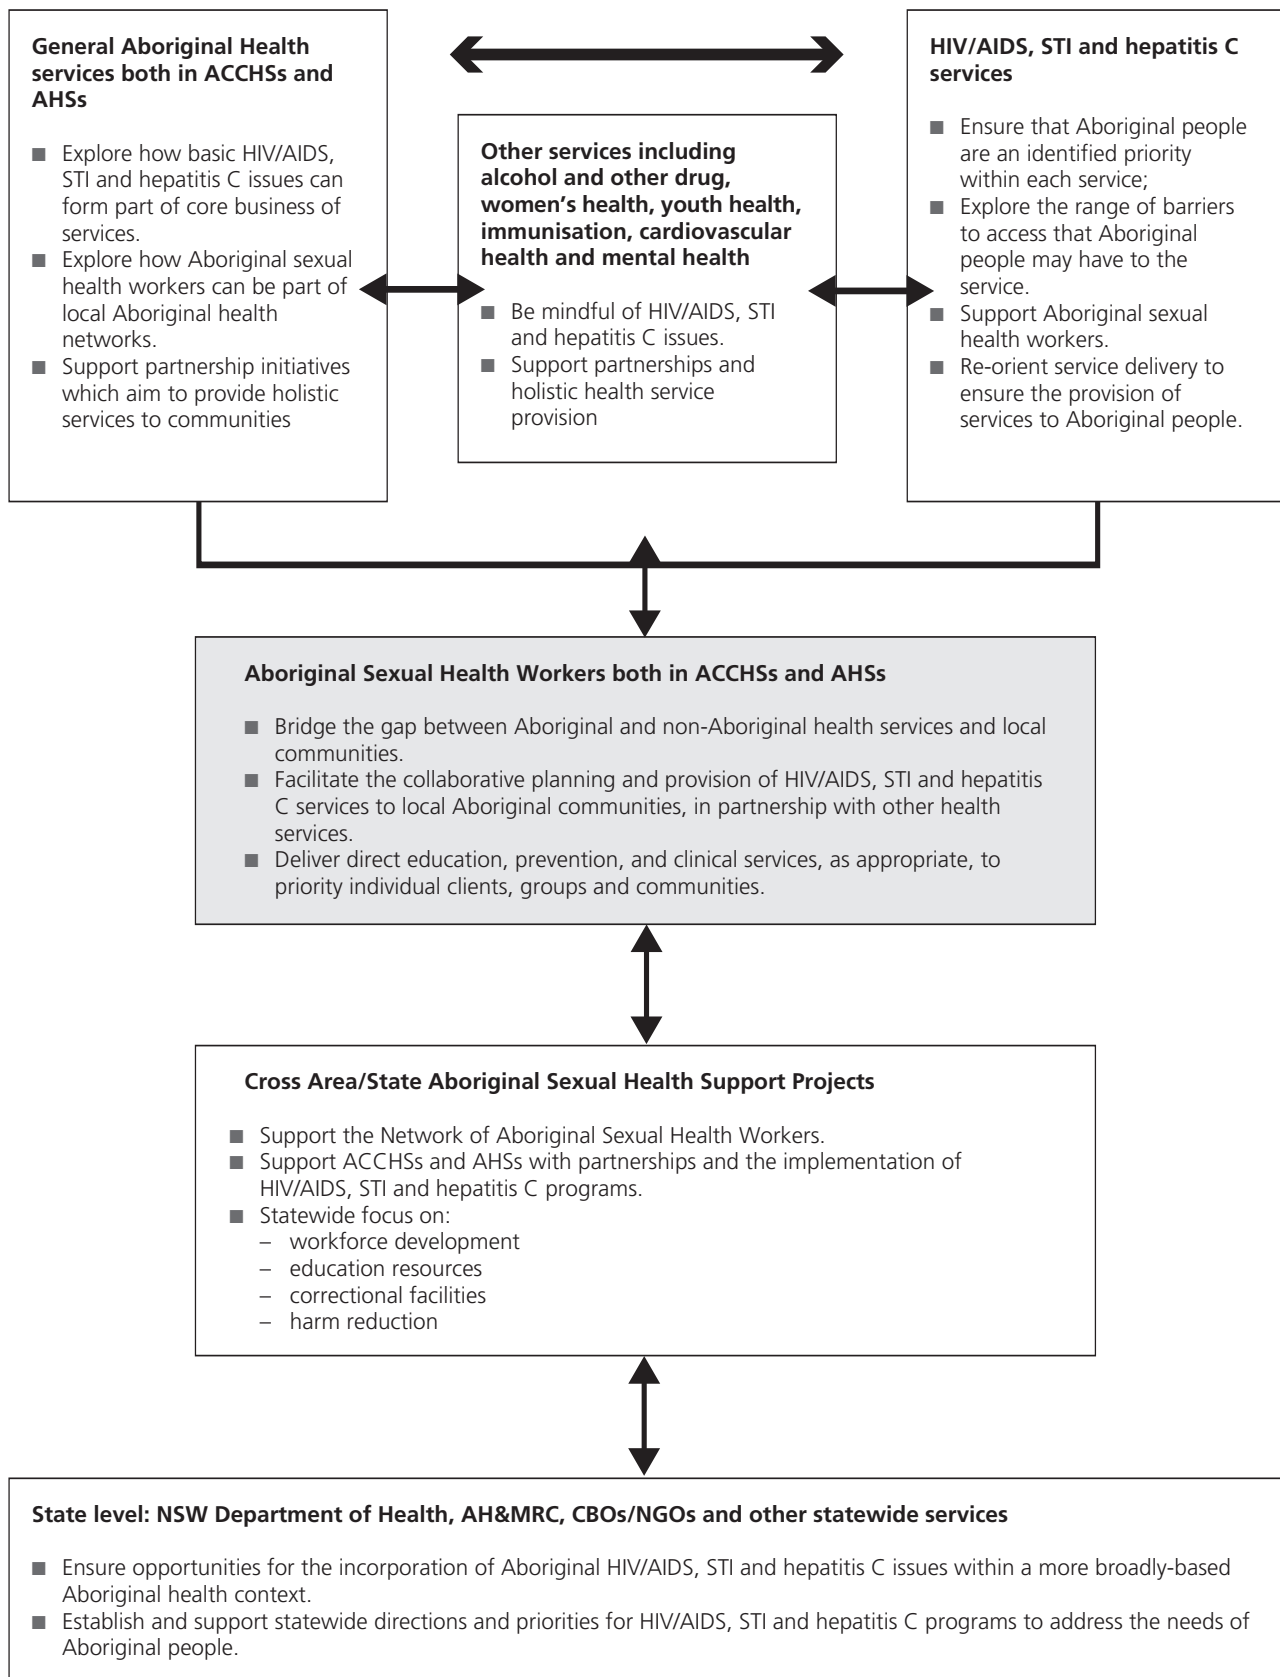 General Aboriginal Health
services both in ACCHSs and
AHSs
■ Explore how basic HIV/AIDS,
STI and hepatitis C issues can
form part of core business of
services.
■ Explore how Aboriginal sexual
health workers can be part of
local Aboriginal health
networks.
■ Support partnership initiatives
which aim to provide holistic
services to communities
Other services including
alcohol and other drug,
women's health, youth health,
immunisation, cardiovascular
health and mental health
■ Be mindful of HIV/AIDS, STI
and hepatitis C issues.
■ Support partnerships and
holistic health service
provision
HIV/AIDS, STI and hepatitis C
services
■ Ensure that Aboriginal people
are an identified priority
within each service;
■ Explore the range of barriers
to access that Aboriginal
people may have to the
service.
■ Support Aboriginal sexual
health workers.
■ Re-orient service delivery to
ensure the provision of
services to Aboriginal people.
Aboriginal Sexual Health Workers both in ACCHSs and AHSs
■ Bridge the gap between Aboriginal and non-Aboriginal health services and local
communities.
■ Facilitate the collaborative planning and provision of HIV/AIDS, STI and hepatitis
C services to local Aboriginal communities, in partnership with other health
services.
■ Deliver direct education, prevention, and clinical services, as appropriate, to
priority individual clients, groups and communities.
Cross Area/State Aboriginal Sexual Health Support Projects
■ Support the Network of Aboriginal Sexual Health Workers.
■ Support ACCHSs and AHSs with partnerships and the implementation of
HIV/AIDS, STI and hepatitis C programs.
■ Statewide focus on:
– workforce development
– education resources
– correctional facilities
– harm reduction
State level: NSW Department of Health, AH&MRC, CBOs/NGOs and other statewide services
■ Ensure opportunities for the incorporation of Aboriginal HIV/AIDS, STI and hepatitis C issues within a more broadly-based
Aboriginal health context.
■ Establish and support statewide directions and priorities for HIV/AIDS, STI and hepatitis C programs to address the needs of
Aboriginal people.